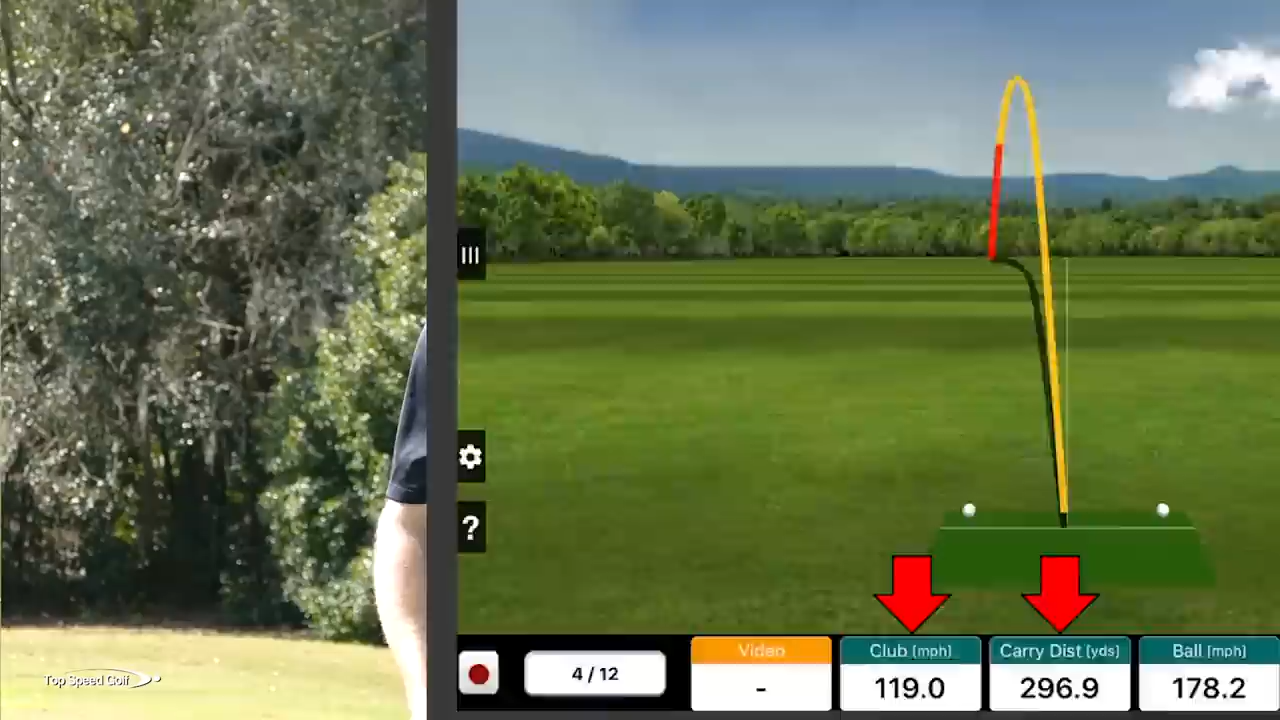 ?
Video
Club [mph]
Carry Dist [yds]
Ball [mph]
4 / 12
-
119.0
296.9
178.2
Top Speed Golf